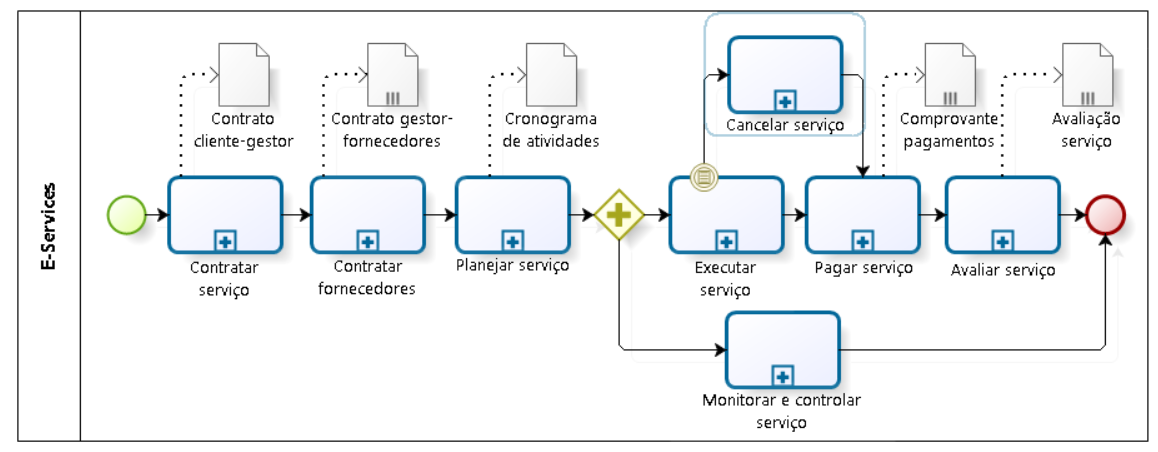 E-Services
Contrato
cliente-gestor
Contrato gestor-
fornecedores
Cronograma
de atividades
Cancelar serviço
Comprovante
pagamentos
Avaliação
serviço
Contratar
serviço
Contratar
fornecedores
Planejar serviço
Executar
serviço
Pagar serviço
Avaliar serviço
Monitorar e controlar
serviço